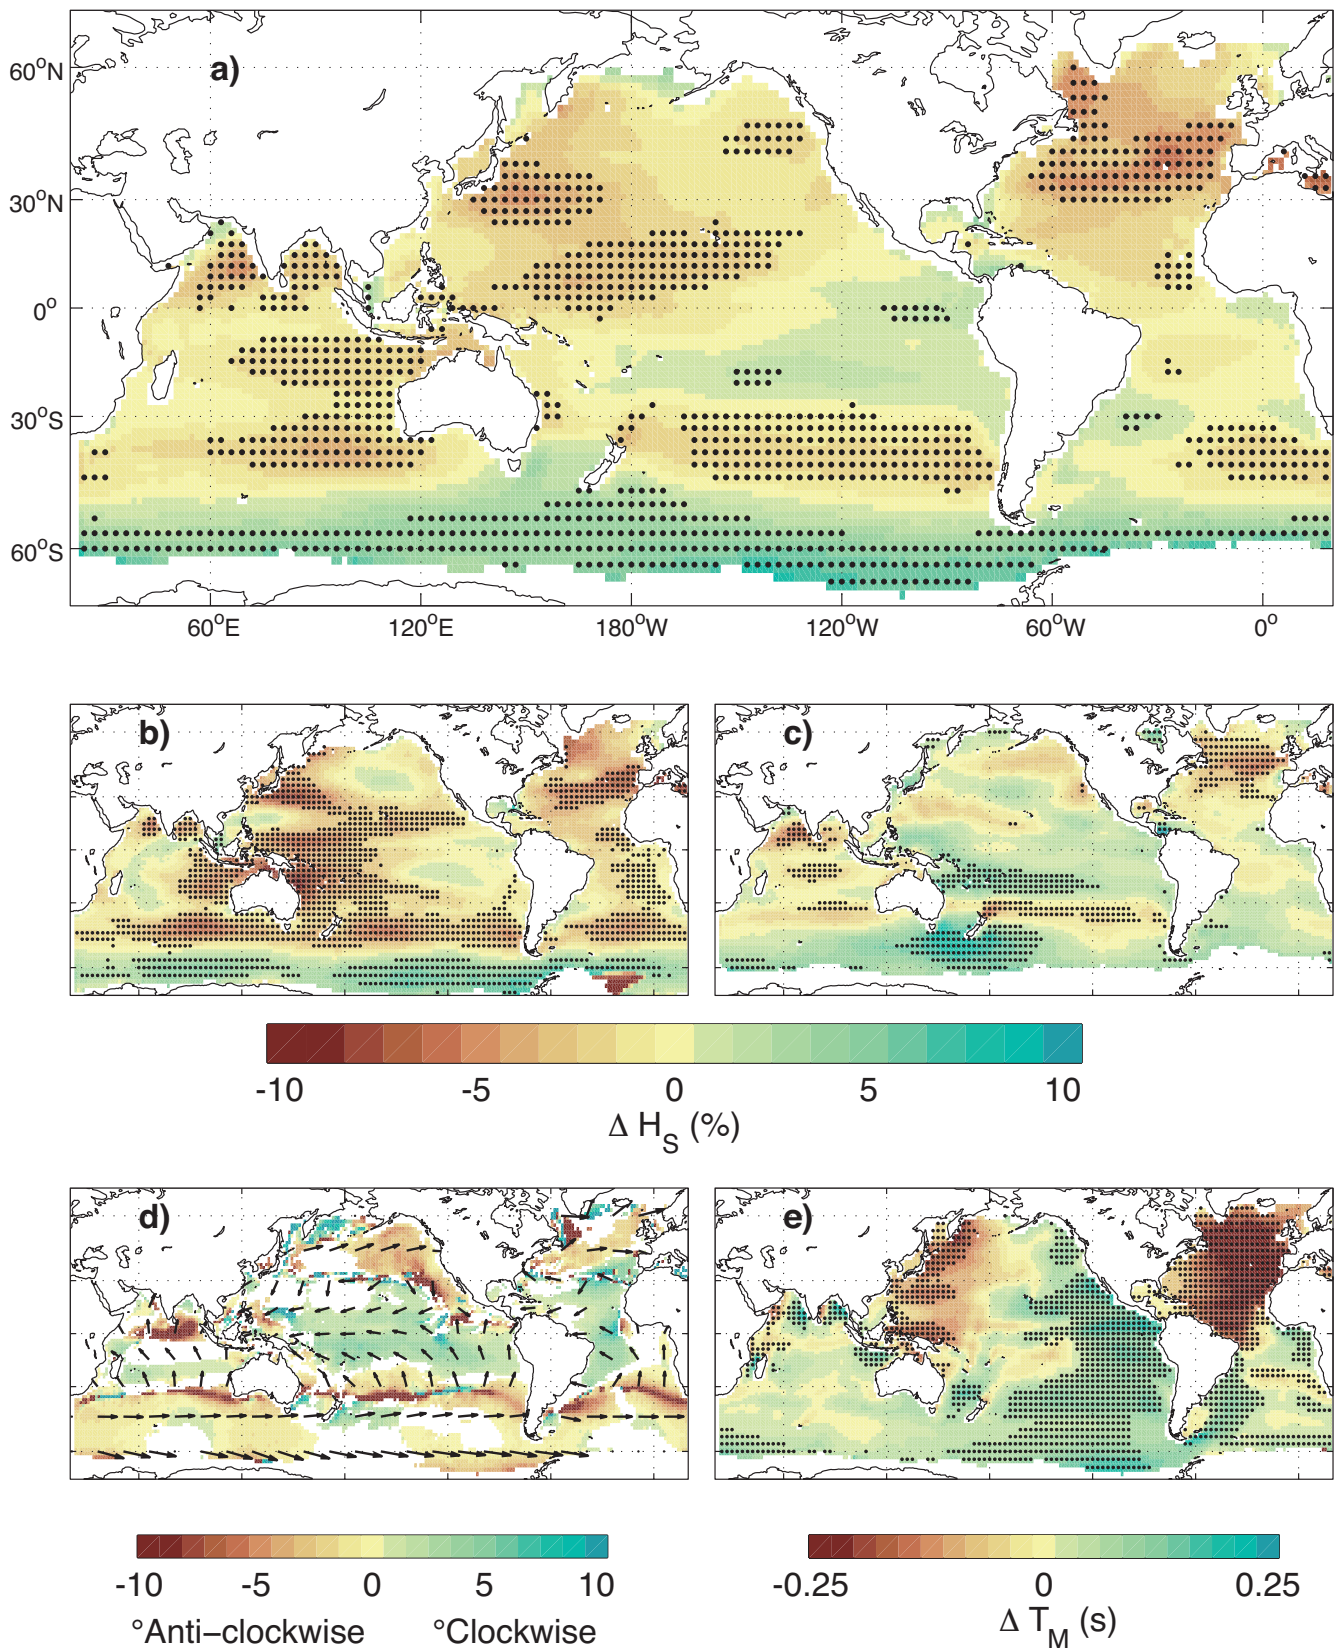 a)
60°N
30°N
0°
30°S
60°S
60°E 120°E 180°W 120°W 60°W 0°
b) c)
-10 -5 0 5 10
Δ H_S (%)
d) e)
-10 -5 0 5 10 -0.25 0 0.25
°Anti-clockwise °Clockwise Δ T_M (s)